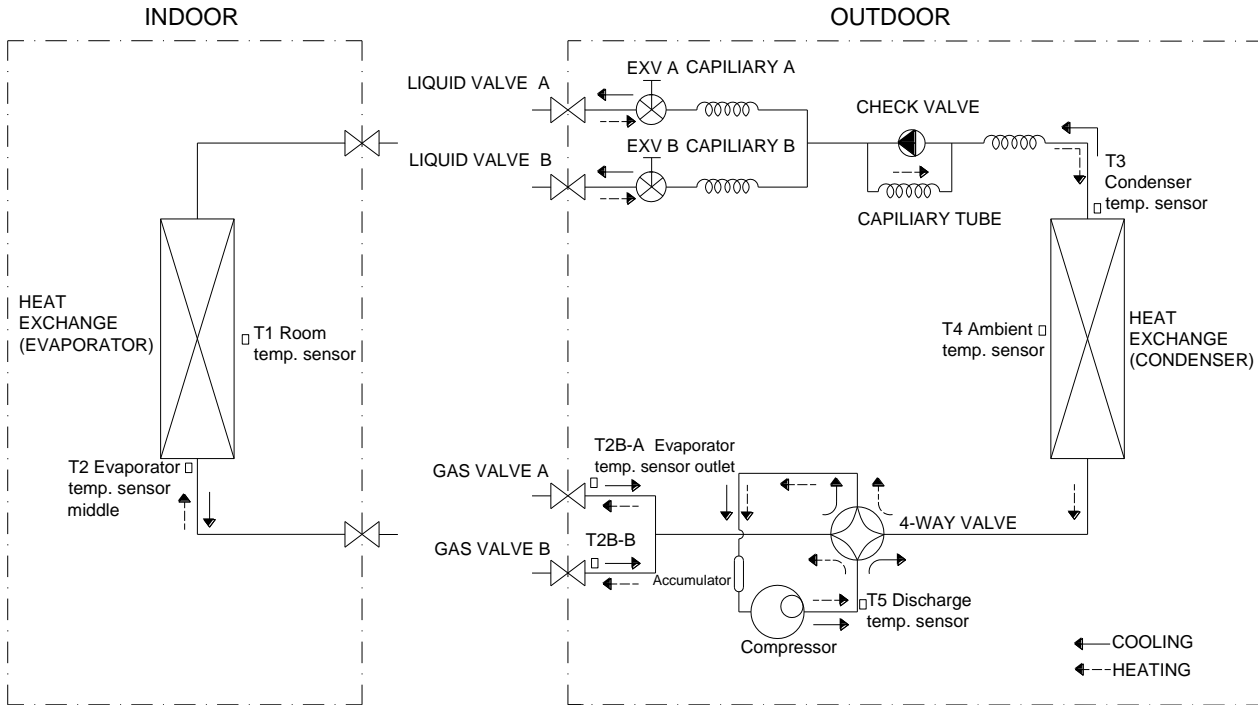 INDOOR
OUTDOOR
LIQUID VALVE A
EXV A CAPILIARY A
CHECK VALVE
LIQUID VALVE B
EXV B CAPILIARY B
CAPILIARY TUBE
T3
Condenser
temp. sensor
HEAT
EXCHANGE
(EVAPORATOR)
T1 Room
temp. sensor
T4 Ambient
temp. sensor
HEAT
EXCHANGE
(CONDENSER)
T2 Evaporator
temp. sensor
middle
GAS VALVE A
T2B-A Evaporator
temp. sensor outlet
4-WAY VALVE
GAS VALVE B
T2B-B
Accumulator
T5 Discharge
temp. sensor
Compressor
COOLING
HEATING